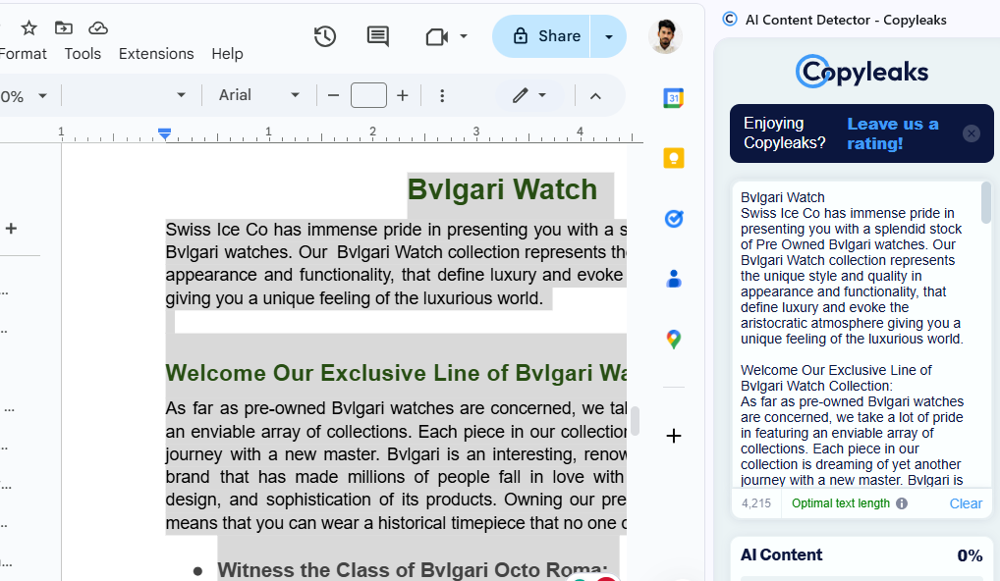 AI Content Detector - Copyleaks
Format Tools Extensions Help
Share
0%
Arial
1 1 2 3 4
31
Bvlgari Watch
Swiss Ice Co has immense pride in presenting you with a s
Bvlgari watches. Our Bvlgari Watch collection represents the
appearance and functionality, that define luxury and evoke
giving you a unique feeling of the luxurious world.
Welcome Our Exclusive Line of Bvlgari Wa
As far as pre-owned Bvlgari watches are concerned, we tak
an enviable array of collections. Each piece in our collection
journey with a new master. Bvlgari is an interesting, renow
brand that has made millions of people fall in love with
design, and sophistication of its products. Owning our pre
means that you can wear a historical timepiece that no one o
● Witness the Class of Bvlgari Octo Roma:
Copyleaks
Enjoying
Copyleaks?
Leave us a
rating!
Bvlgari Watch
Swiss Ice Co has immense pride in
presenting you with a splendid stock
of Pre Owned Bvlgari watches. Our
Bvlgari Watch collection represents
the unique style and quality in
appearance and functionality, that
define luxury and evoke the
aristocratic atmosphere giving you a
unique feeling of the luxurious world.
Welcome Our Exclusive Line of
Bvlgari Watch Collection:
As far as pre-owned Bvlgari watches
are concerned, we take a lot of pride
in featuring an enviable array of
collections. Each piece in our
collection is dreaming of yet another
journey with a new master. Bvlgari is
4,215
Optimal text length
Clear
AI Content
0%